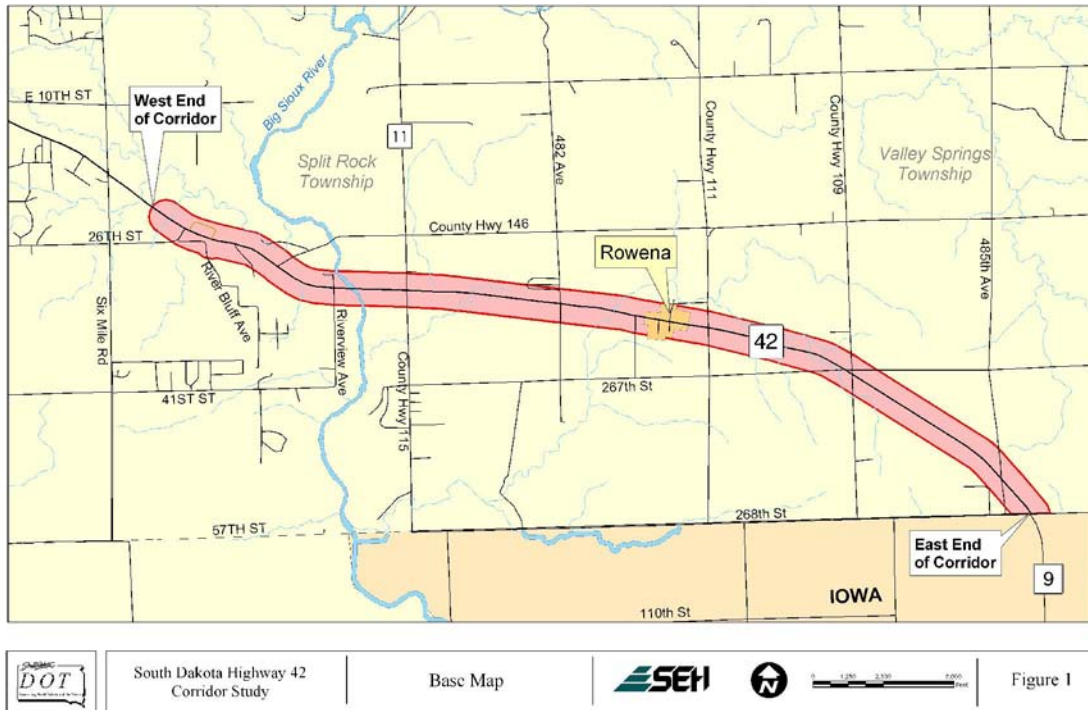 E 10TH ST
West End
of Corridor
Big Sioux River
11
Split Rock
Township
482 Ave
County Hwy 111
County Hwy 109
Valley Springs
Township
26TH ST
County Hwy 146
Rowena
485th Ave
River Bluff Ave
Six Mile Rd
Riverview Ave
42
County Hwy 115
267th St
41ST ST
57TH ST
268th St
East End
of Corridor
IOWA
9
110th St
DOT
South Dakota Highway 42
Corridor Study
Base Map
SEH
N
0
Feet
Figure 1